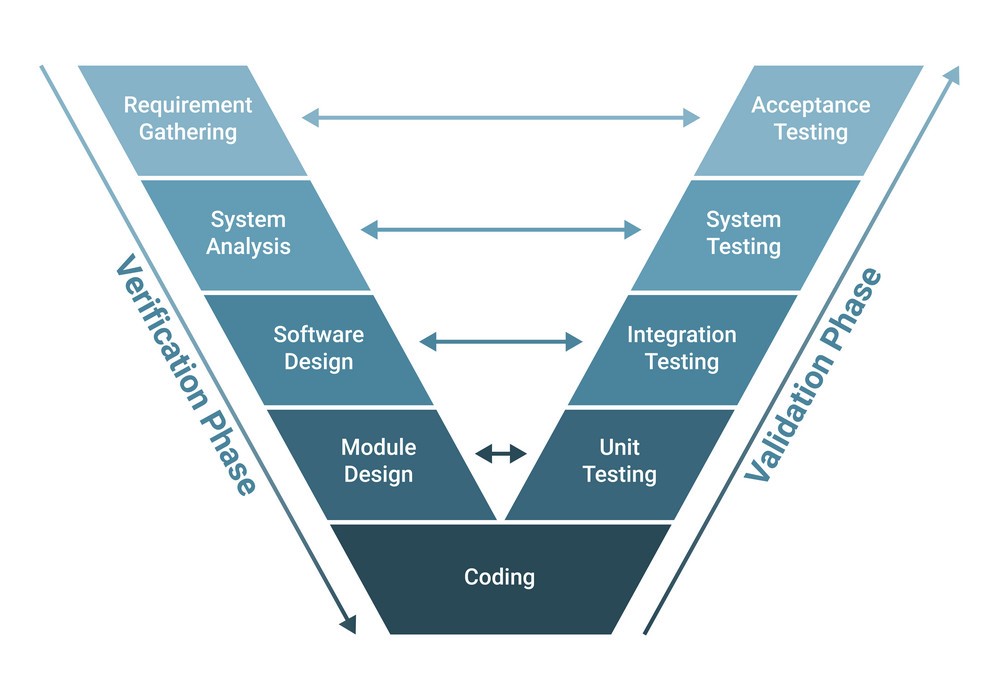 Requirement
Gathering
Acceptance
Testing
System
Analysis
System
Testing
Software
Design
Integration
Testing
Module
Design
Unit
Testing
Coding
Verification Phase
Validation Phase